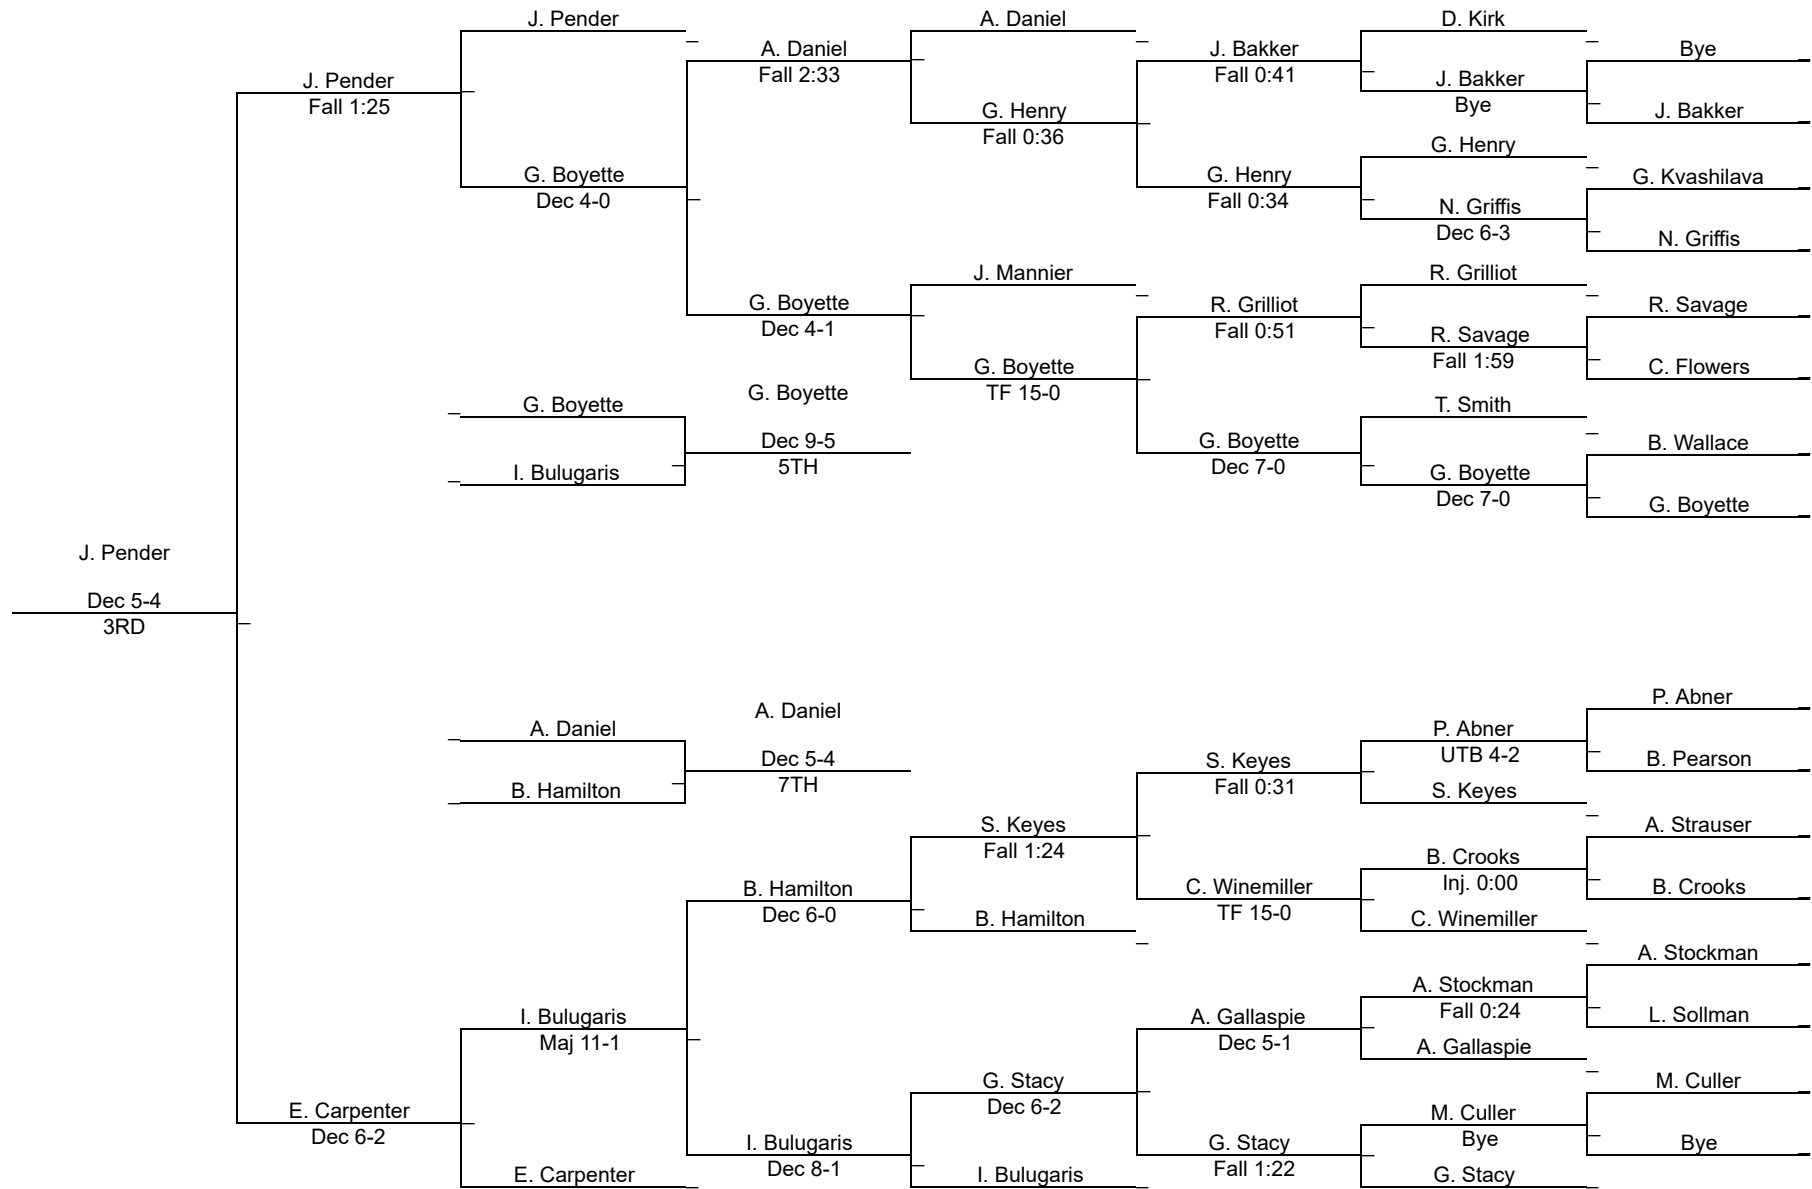 J. Pender
A. Daniel
D. Kirk
A. Daniel
Fall 2:33
J. Bakker
Fall 0:41
Bye
J. Pender
Fall 1:25
J. Bakker
Bye
G. Henry
Fall 0:36
J. Bakker
G. Henry
G. Boyette
Dec 4-0
G. Henry
Fall 0:34
G. Kvashilava
N. Griffis
Dec 6-3
N. Griffis
J. Mannier
R. Grilliot
G. Boyette
Dec 4-1
R. Grilliot
Fall 0:51
R. Savage
R. Savage
Fall 1:59
G. Boyette
TF 15-0
C. Flowers
G. Boyette
G. Boyette
T. Smith
Dec 9-5
5TH
G. Boyette
Dec 7-0
B. Wallace
I. Bulugaris
G. Boyette
Dec 7-0
G. Boyette
J. Pender
Dec 5-4
3RD
P. Abner
A. Daniel
A. Daniel
P. Abner
UTB 4-2
Dec 5-4
7TH
S. Keyes
Fall 0:31
B. Pearson
B. Hamilton
S. Keyes
S. Keyes
Fall 1:24
A. Strauser
B. Crooks
Inj. 0:00
B. Hamilton
Dec 6-0
C. Winemiller
TF 15-0
B. Crooks
B. Hamilton
C. Winemiller
A. Stockman
A. Stockman
Fall 0:24
I. Bulugaris
Maj 11-1
A. Gallaspie
Dec 5-1
L. Sollman
A. Gallaspie
G. Stacy
Dec 6-2
M. Culler
E. Carpenter
Dec 6-2
M. Culler
Bye
I. Bulugaris
Dec 8-1
G. Stacy
Fall 1:22
Bye
E. Carpenter
I. Bulugaris
G. Stacy